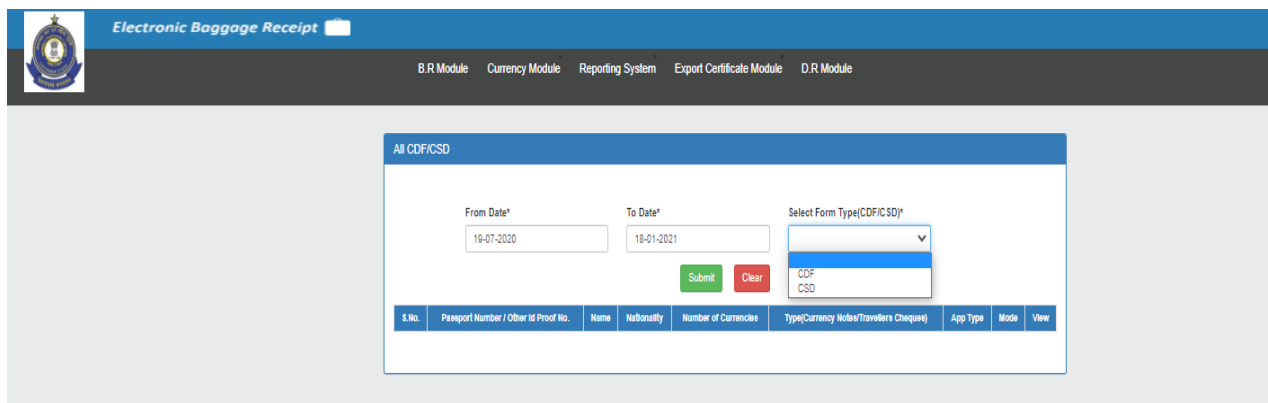 Electronic Baggage Receipt
B.R Module Currency Module Reporting System Export Certificate Module D.R Module
All CDF/CSD
From Date* To Date* Select Form Type(CDF/CSD)*
19-07-2020 18-01-2021
Submit Clear
CDF
CSD
S.No. Passport Number / Other Id Proof No. Name Nationality Number of Currencies Type(Currency Notes/Travellers Cheques) App Type Mode View